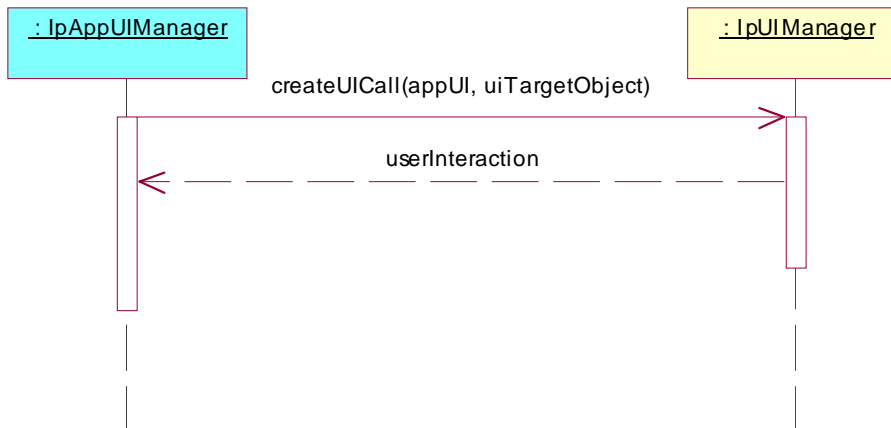 : IpAppUIManager
: IpUIManager
createUICall(appUI, uiTargetObject)
userInteraction